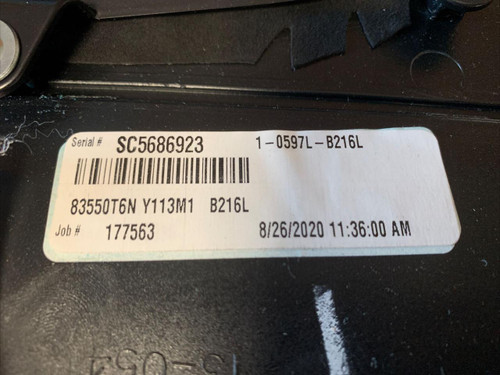 Serial # SC5686923 1-0597L-B216L
83550T6N Y113M1 B216L
Job # 177563 8/26/2020 11:36:00 AM